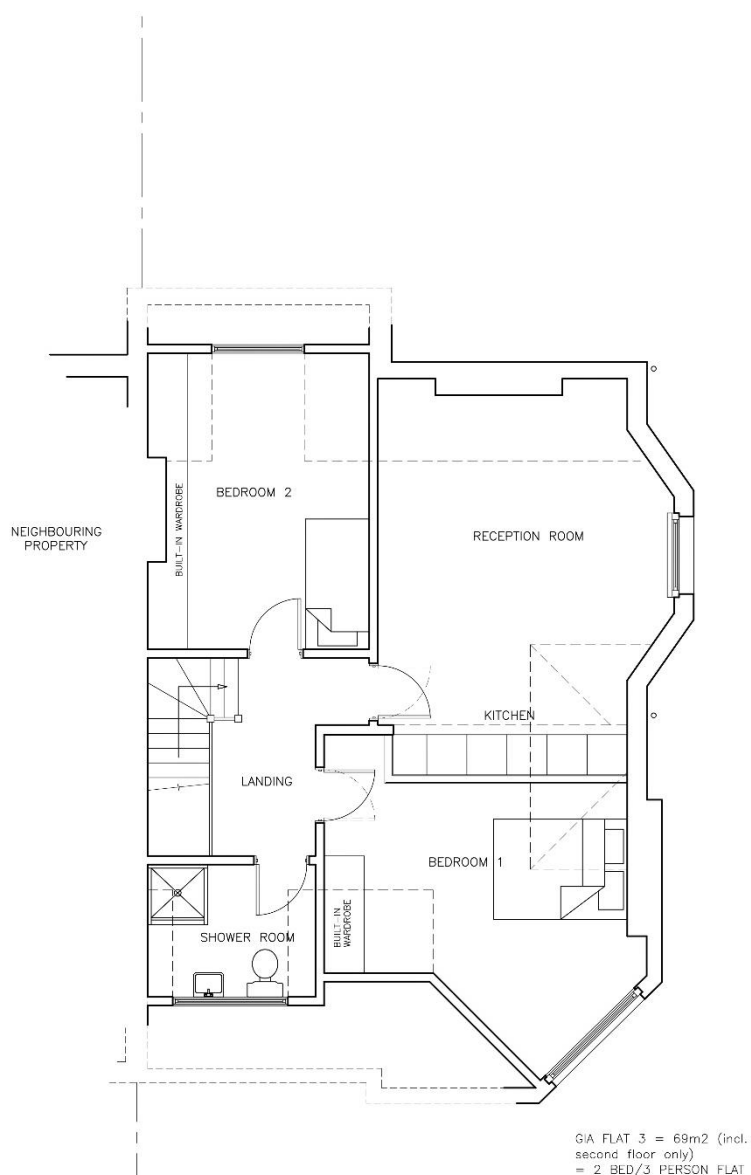 BEDROOM 2
BUILT-IN WARDROBE
NEIGHBOURING
PROPERTY
RECEPTION ROOM
KITCHEN
LANDING
BEDROOM 1
BUILT-IN
WARDROBE
SHOWER ROOM
GIA FLAT 3 = 69m2 (incl.
second floor only)
= 2 BED/3 PERSON FLAT